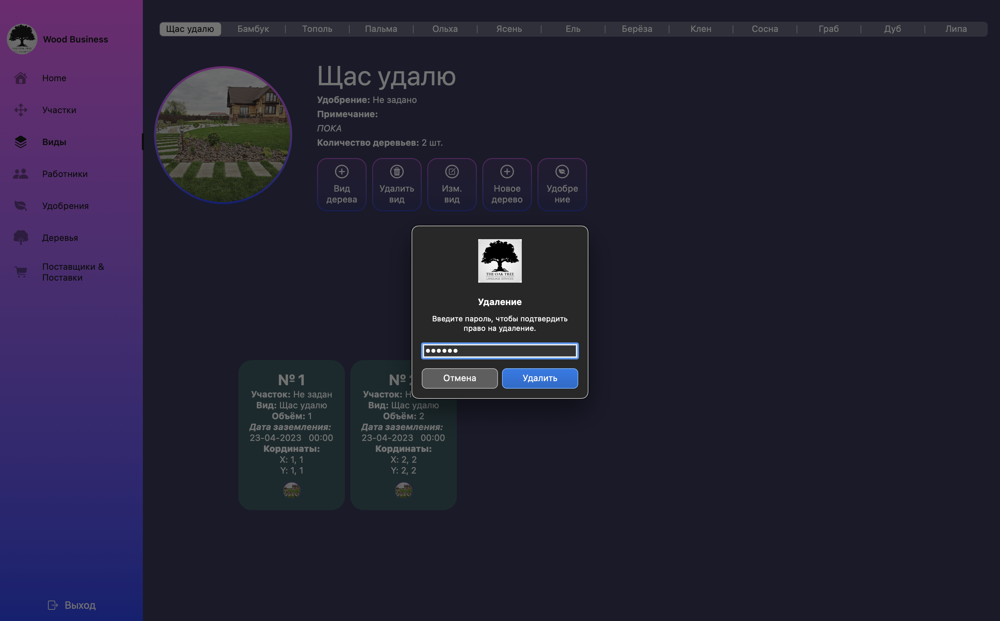 Wood Business
Home
Участки
Виды
Работники
Удобрения
Деревья
Поставщики &
Поставки
Выход
Щас удалю
Бамбук
Тополь
Пальма
Ольха
Ясень
Ель
Берёза
Клен
Сосна
Граб
Дуб
Липа
Щас удалю
Удобрение: Не задано
Примечание:
ПОКА
Количество деревьев: 2 шт.
Вид
дерева
Удалить
вид
Изм.
вид
Новое
дерево
Удобре
ние
THE OAK TREE
LANGUAGE SERVICES
Удаление
Введите пароль, чтобы подтвердить
право на удаление.
Отмена
Удалить
№ 1
Участок: Не задан
Вид: Щас удалю
Объём: 1
Дата заземления:
23-04-2023 00:00
Кординаты:
X: 1, 1
Y: 1, 1
№
Участок:
Вид: Щас удалю
Объём: 2
Дата заземления:
23-04-2023 00:00
Кординаты:
X: 2, 2
Y: 2, 2